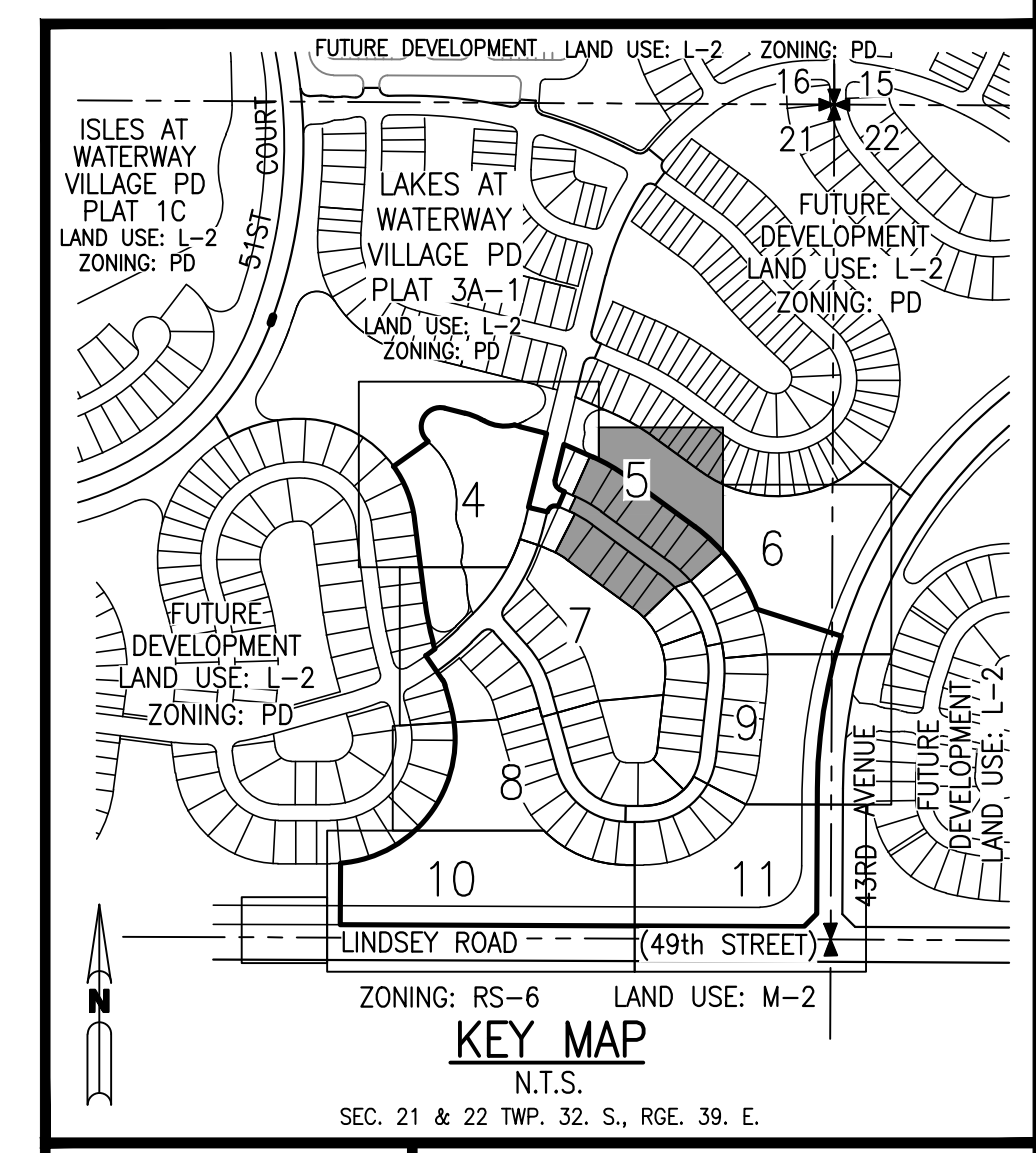 FUTURE DEVELOPMENT LAND USE: L-2 ZONING: PD
16 15
21 22
ISLES AT
WATERWAY
VILLAGE PD
PLAT 1C
LAND USE: L-2
ZONING: PD
51ST COURT
LAKES AT
WATERWAY
VILLAGE PD
PLAT 3A-1
LAND USE: L-2
ZONING: PD
FUTURE
DEVELOPMENT
LAND USE: L-2
ZONING: PD
4
5
6
FUTURE
DEVELOPMENT
LAND USE: L-2
ZONING: PD
7
8
9
10
11
43RD AVENUE
FUTURE
DEVELOPMENT
LAND USE: L-2
LINDSEY ROAD (49th STREET)
ZONING: RS-6 LAND USE: M-2
N
KEY MAP
N.T.S.
SEC. 21 & 22 TWP. 32. S., RGE. 39. E.